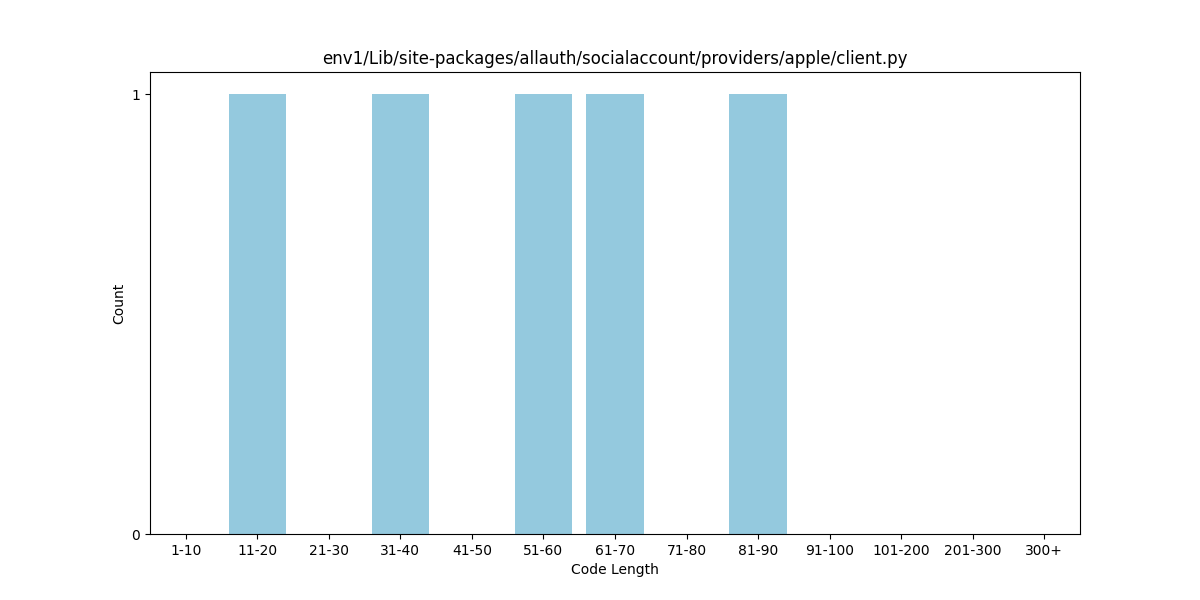 env1/Lib/site-packages/allauth/socialaccount/providers/apple/client.py
1
Count
0
1-10 11-20 21-30 31-40 41-50 51-60 61-70 71-80 81-90 91-100 101-200 201-300 300+
Code Length